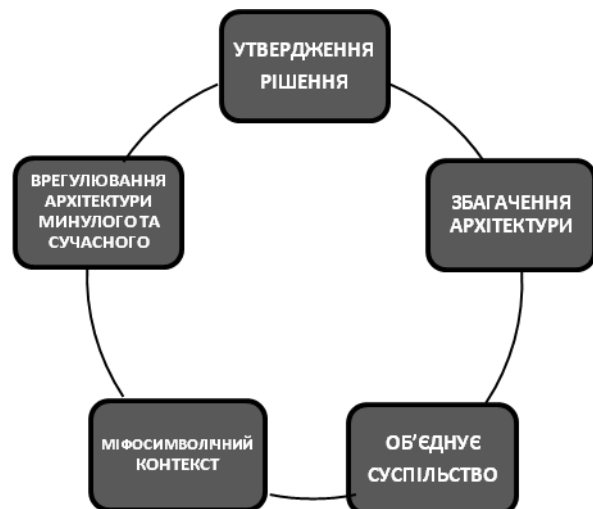 УТВЕРДЖЕННЯ
РІШЕННЯ
ЗБАГАЧЕННЯ
АРХІТЕКТУРИ
ОБ’ЄДНУЄ
СУСПІЛЬСТВО
МІФОСИМВОЛІЧНИЙ
КОНТЕКСТ
ВРЕГУЛЮВАННЯ
АРХІТЕКТУРИ
МИНУЛОГО ТА
СУЧАСНОГО